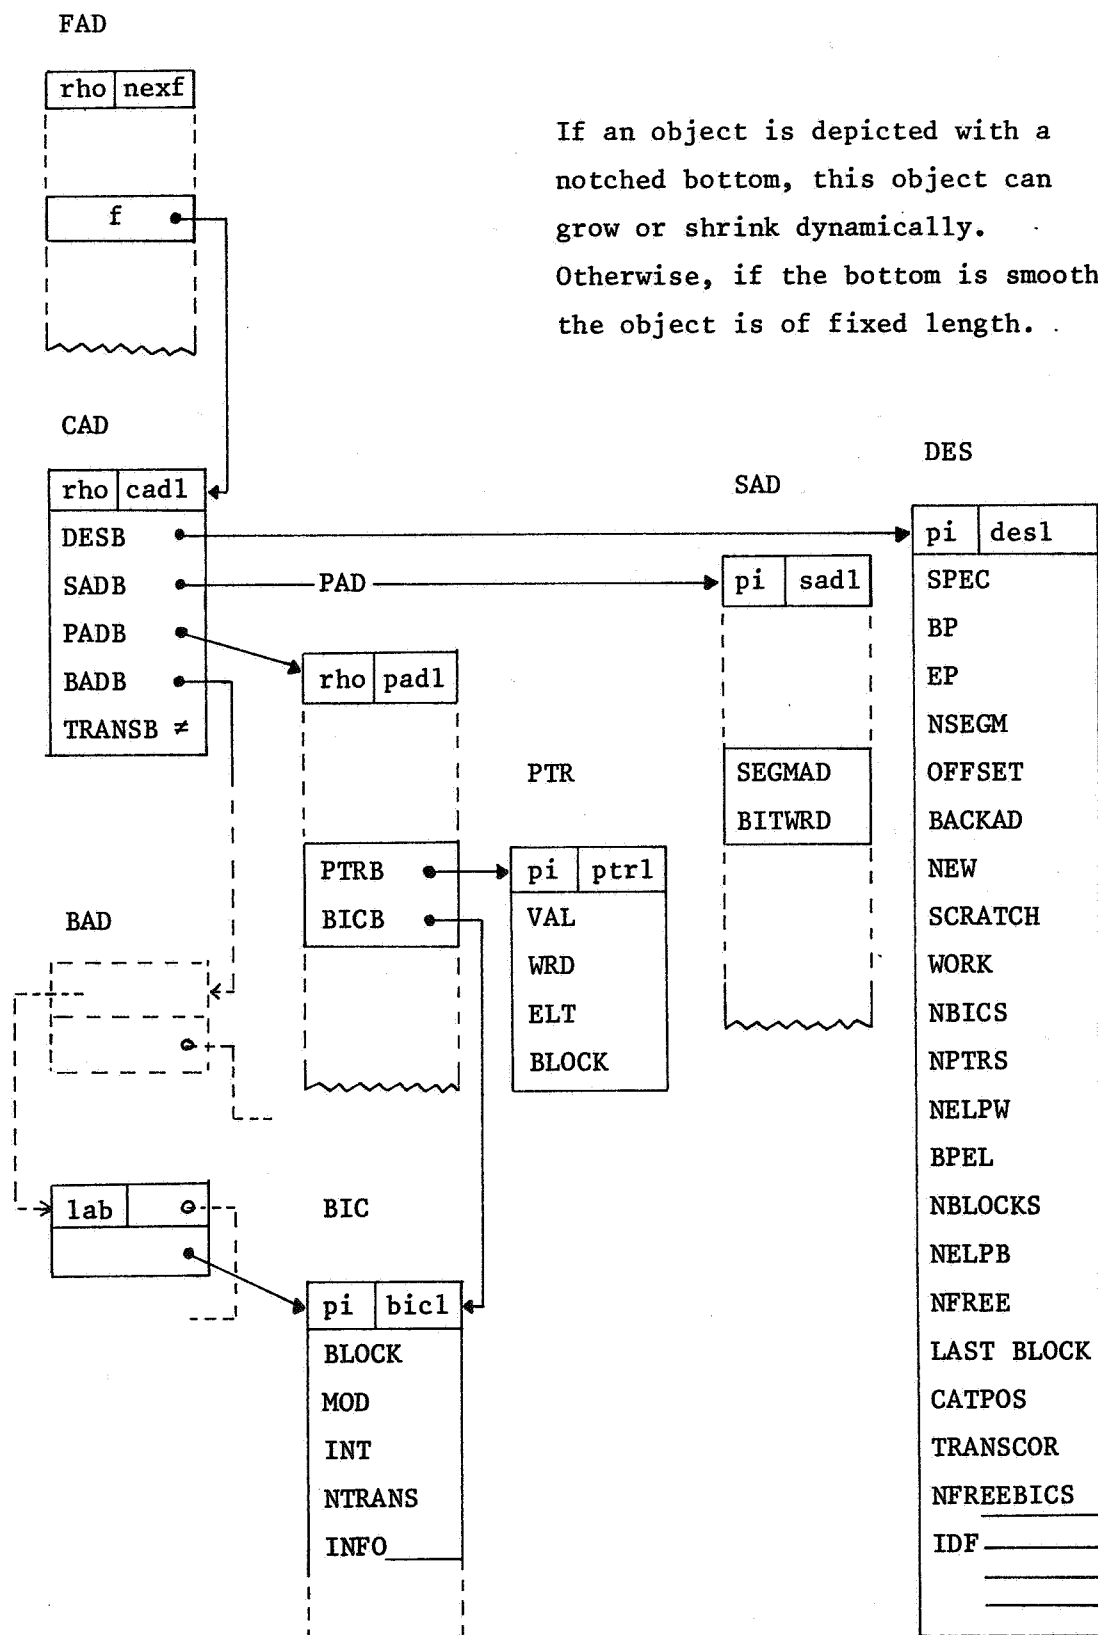 FAD
rho nexf
f
If an object is depicted with a
notched bottom, this object can
grow or shrink dynamically.
Otherwise, if the bottom is smooth
the object is of fixed length.
CAD
rho cadl
DESB
SADB
PADB
BADB
TRANSB ≠
PAD
rho padl
PTRB
BICB
PTR
pi ptrl
VAL
WRD
ELT
BLOCK
SAD
pi sadl
SEGMAD
BITWRD
DES
pi desl
SPEC
BP
EP
NSEGM
OFFSET
BACKAD
NEW
SCRATCH
WORK
NBICS
NPTRS
NELPW
BPEL
NBLOCKS
NELPB
NFREE
LAST BLOCK
CATPOS
TRANSCOR
NFREEBICS
IDF
BAD
lab
BIC
pi bicl
BLOCK
MOD
INT
NTRANS
INFO